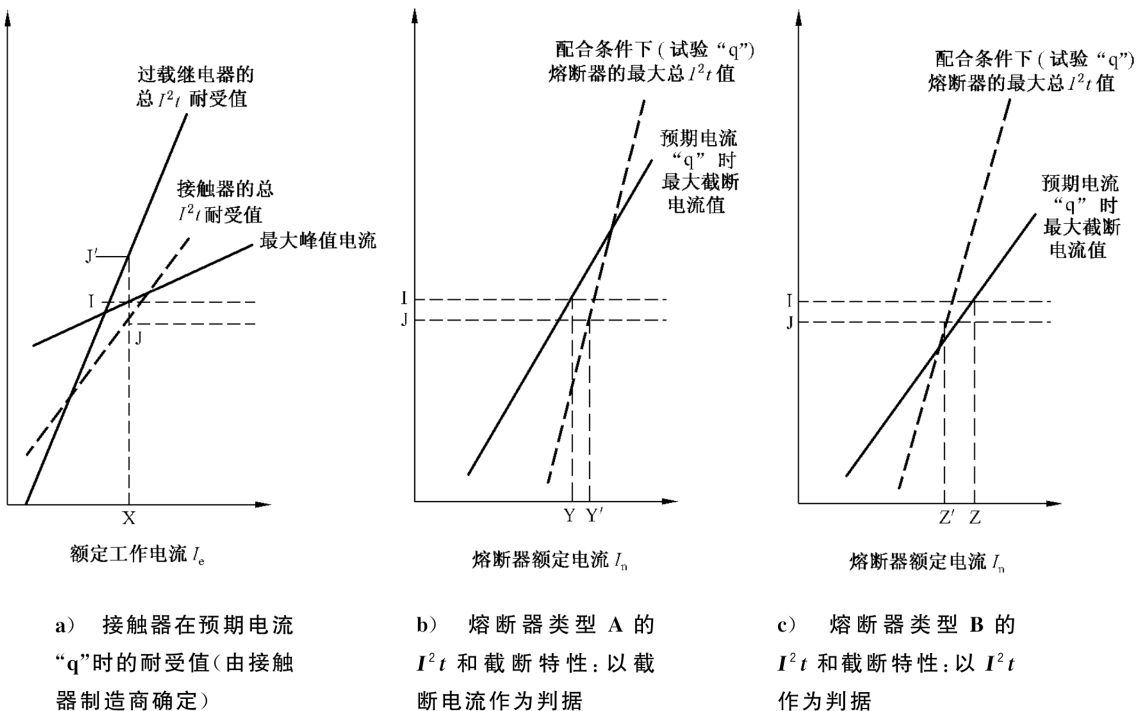 过载继电器的
总 I²t 耐受值
接触器的总
I²t耐受值
最大峰值电流
J′
I
J
X
额定工作电流 Iₑ
a) 接触器在预期电流
“q”时的耐受值(由接触
器制造商确定)
配合条件下(试验“q”)
熔断器的最大总 I²t 值
预期电流
“q” 时
最大截断
电流值
I
J
Y Y′
熔断器额定电流 Iₙ
b) 熔断器类型 A 的
I²t 和截断特性:以截
断电流作为判据
配合条件下(试验“q”)
熔断器的最大总 I²t 值
预期电流
“q” 时
最大截断
电流值
I
J
Z′ Z
熔断器额定电流 Iₙ
c) 熔断器类型 B 的
I²t 和截断特性:以 I²t
作为判据